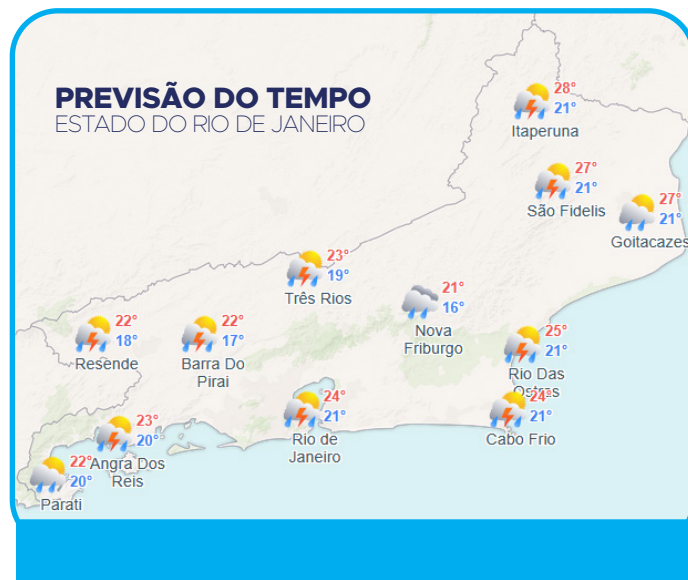 PREVISÃO DO TEMPO
ESTADO DO RIO DE JANEIRO
28°
21°
Itaperuna
27°
21°
São Fidelis
27°
21°
Goitacazes
23°
19°
Três Rios
21°
16°
Nova
Friburgo
22°
18°
Resende
22°
17°
Barra Do
Pirai
25°
21°
Rio Das
Ostras
24°
21°
Rio de
Janeiro
24°
21°
Cabo Frio
23°
20°
Angra Dos
Reis
22°
20°
Parati